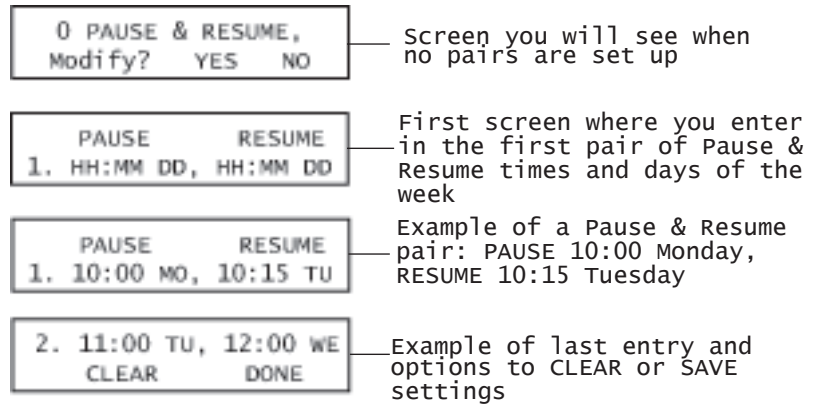 0 PAUSE & RESUME,
Modify? YES NO
Screen you will see when
no pairs are set up
PAUSE RESUME
1. HH:MM DD, HH:MM DD
First screen where you enter
in the first pair of Pause &
Resume times and days of the
week
PAUSE RESUME
1. 10:00 MO, 10:15 TU
Example of a Pause & Resume
pair: PAUSE 10:00 Monday,
RESUME 10:15 Tuesday
2. 11:00 TU, 12:00 WE
CLEAR DONE
Example of last entry and
options to CLEAR or SAVE
settings